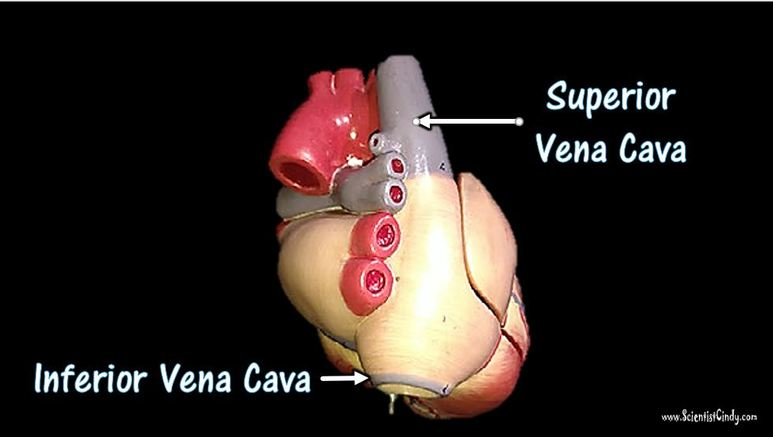 Superior
Vena Cava
Inferior Vena Cava
www.ScientistCindy.com